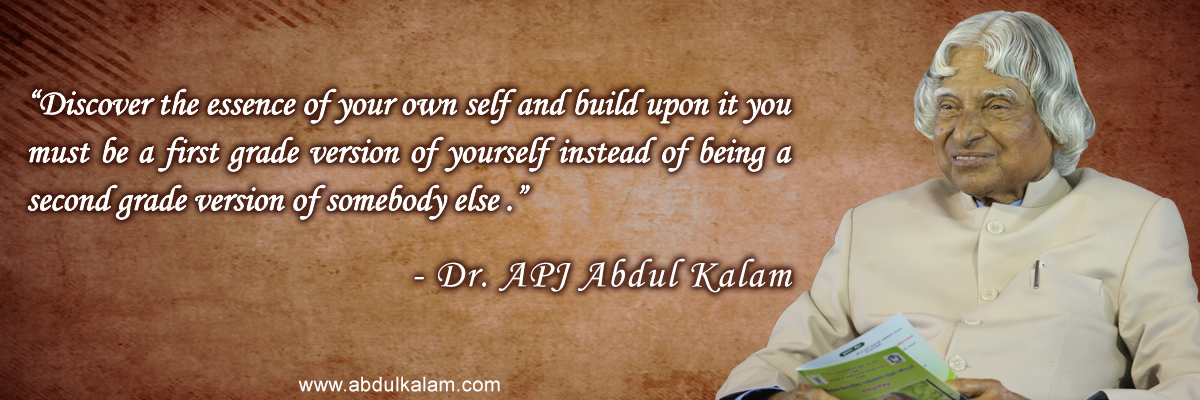 “Discover the essence of your own self and build upon it you
must be a first grade version of yourself instead of being a
second grade version of somebody else .”
- Dr. APJ Abdul Kalam
www.abdulkalam.com